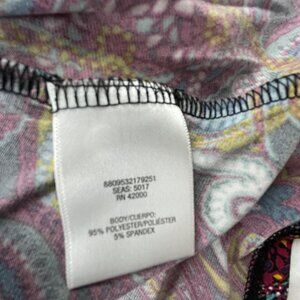 8809532179251
SEAS: 5017
RN 42000
BODY/CUERPO:
95% POLYESTER/POLIÉSTER
5% SPANDEX